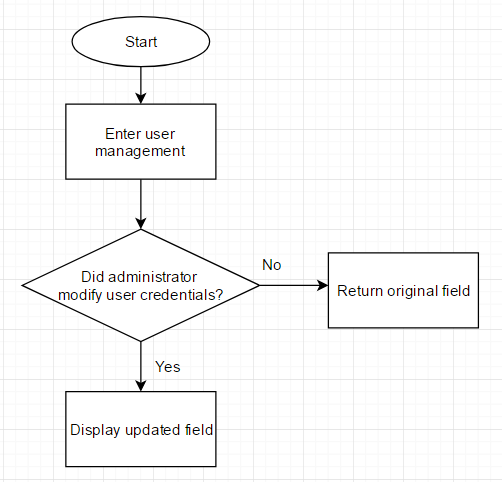 Start
Enter user
management
Did administrator
modify user credentials?
No
Return original field
Yes
Display updated field